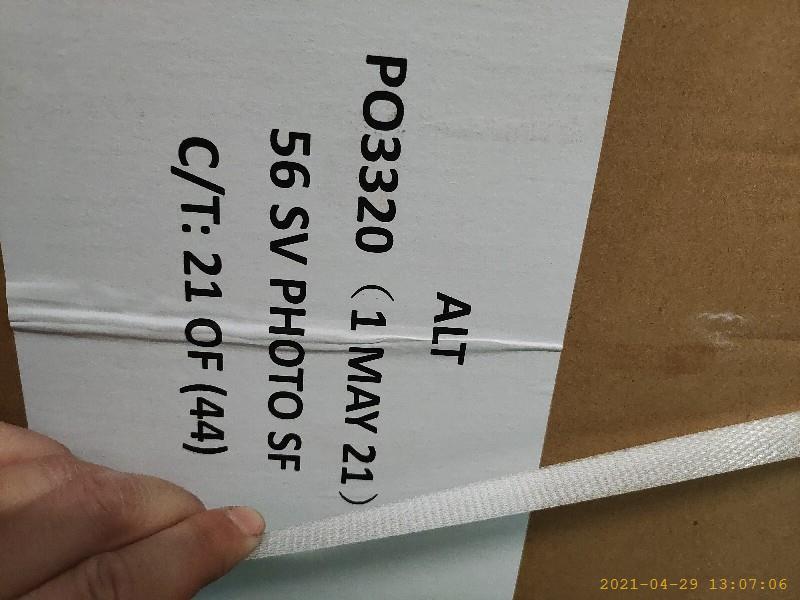 ALT
PO3320 (1 MAY 21)
56 SV PHOTO SF
C/T: 21 OF (44)
2021-04-29 13:07:06